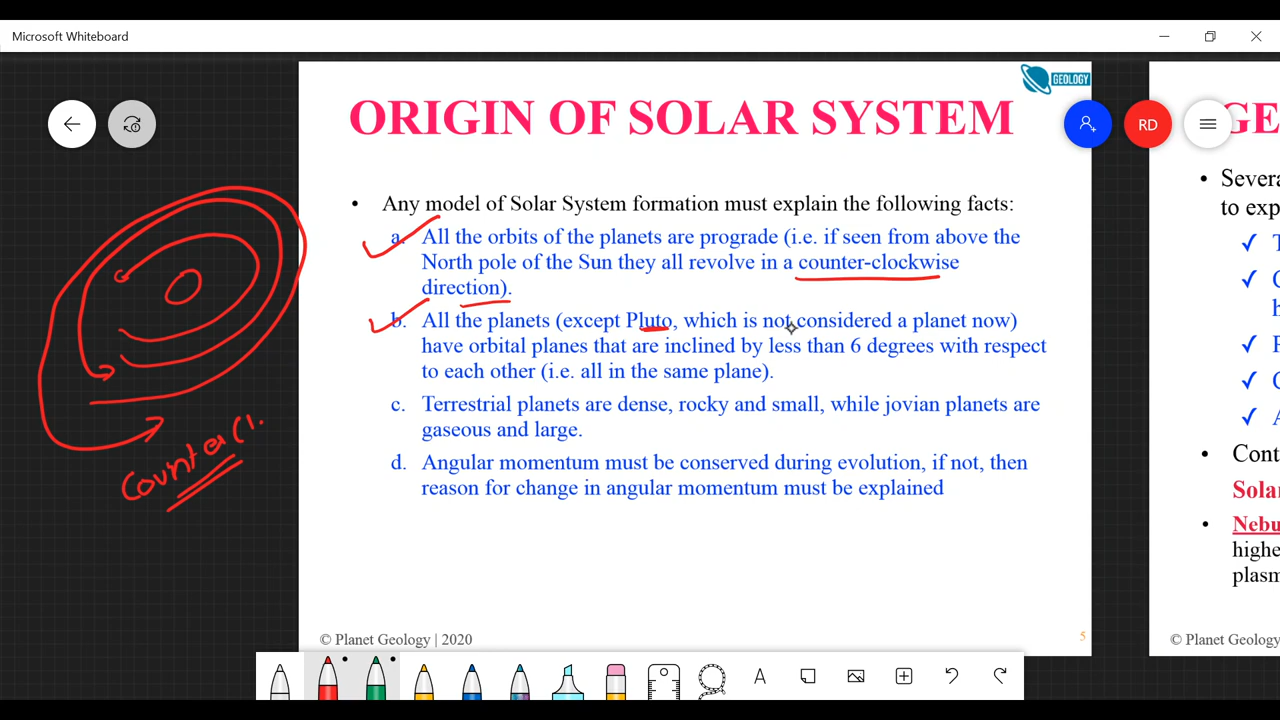 Microsoft Whiteboard
GEOLOGY
ORIGIN OF SOLAR SYSTEM
RD
GE
• Any model of Solar System formation must explain the following facts:
a. All the orbits of the planets are prograde (i.e. if seen from above the
North pole of the Sun they all revolve in a counter-clockwise
direction).
b. All the planets (except Pluto, which is not considered a planet now)
have orbital planes that are inclined by less than 6 degrees with respect
to each other (i.e. all in the same plane).
c. Terrestrial planets are dense, rocky and small, while jovian planets are
gaseous and large.
d. Angular momentum must be conserved during evolution, if not, then
reason for change in angular momentum must be explained
Counter Cl.
© Planet Geology | 2020
5
• Severa
to exp
✓ T
✓ C
h
✓ F
✓ C
✓ A
• Cont
Solar
• Nebu
highe
plasm
© Planet Geology
A